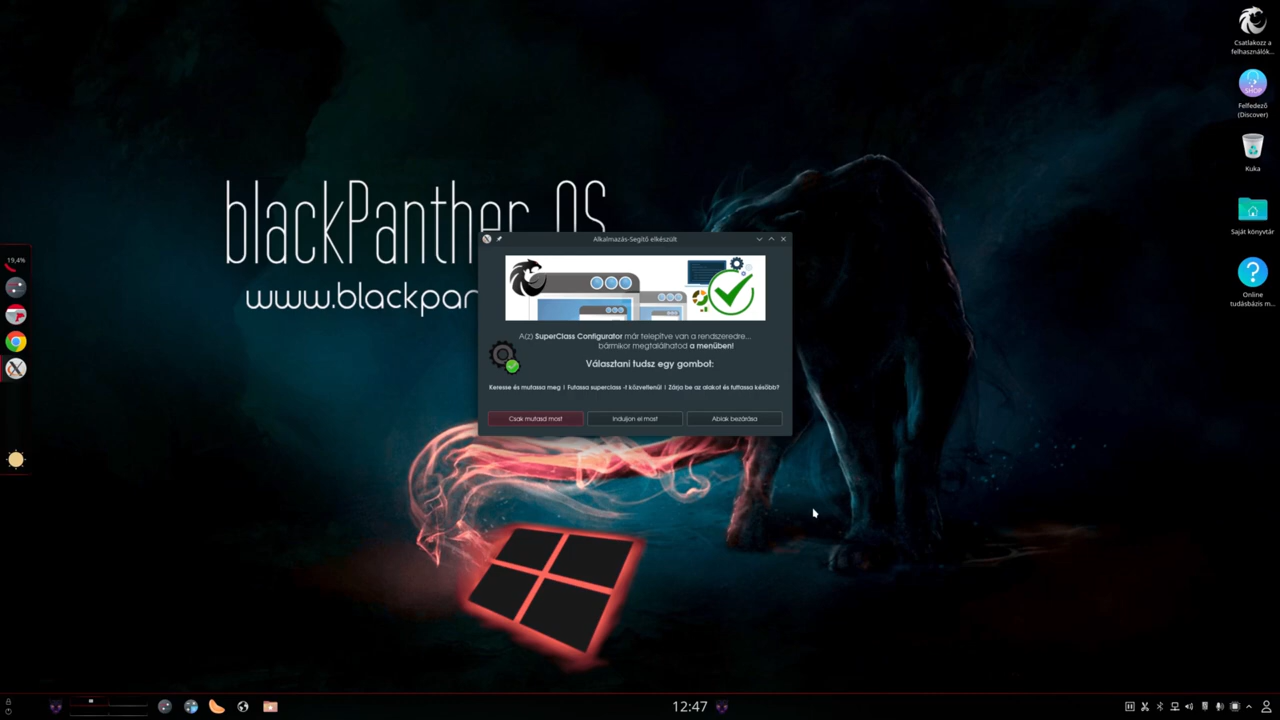 Csatlakozz a
felhasználók...
SHOP
Felfedező
(Discover)
Kuka
Saját könyvtár
Online
tudásbázis m...
blackPanther OS
www.blackpan
19,4%
Alkalmazás-Segítő elkészült
A(z) SuperClass Configurator már telepítve van a rendszeredre...
bármikor megtalálhatod a menüben!
Választani tudsz egy gombot:
Keresse és mutassa meg | Futtassa superclass -t közvetlenül | Zárja be az ablakot és futtassa később?
Csak mutasd most
Induljon el most
Ablak bezárása
12:47